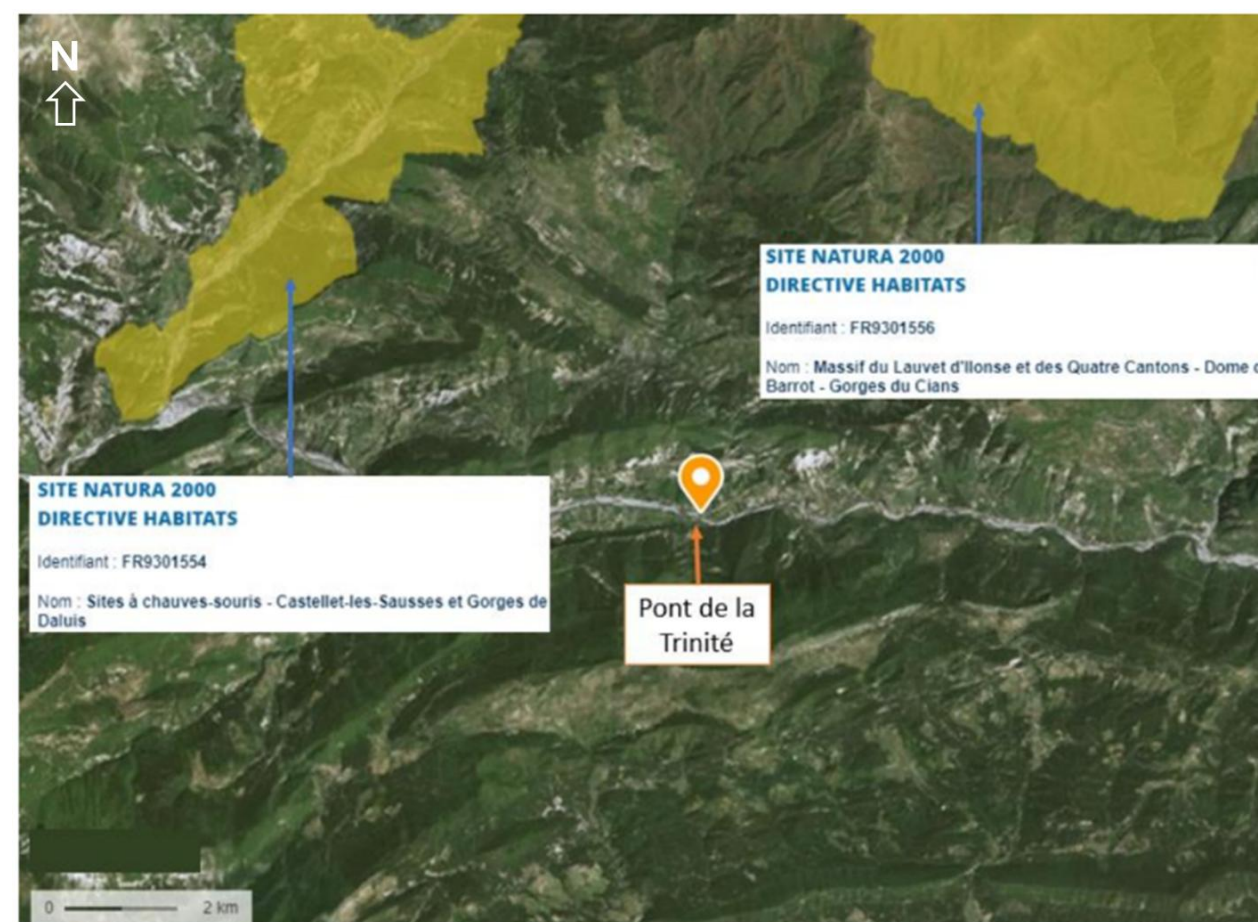 N
SITE NATURA 2000
DIRECTIVE HABITATS
Identifiant : FR9301556
Nom : Massif du Lauvet d'Ilonse et des Quatre Cantons - Dome
Barrot - Gorges du Cians
SITE NATURA 2000
DIRECTIVE HABITATS
Identifiant : FR9301554
Nom : Sites à chauves-souris - Castellet-les-Sausses et Gorges de
Daluis
Pont de la
Trinité
0 2 km